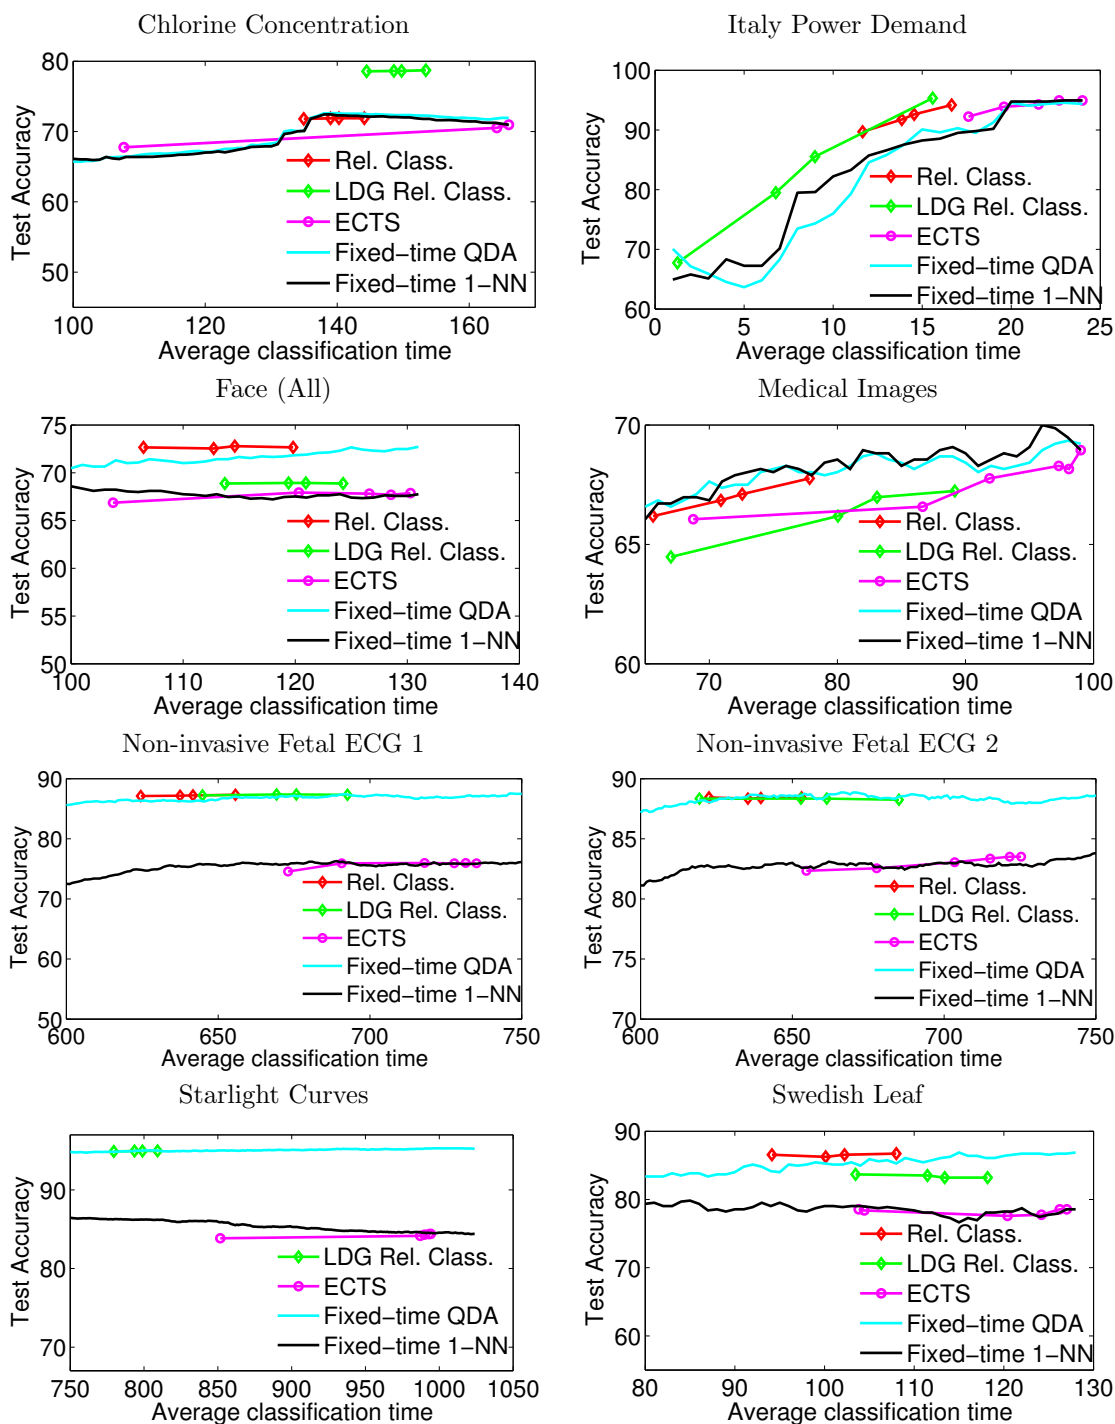 Chlorine Concentration
80
70
60
50
100
120
140
160
Test Accuracy
Average classification time
Rel. Class.
LDG Rel. Class.
ECTS
Fixed−time QDA
Fixed−time 1−NN
Italy Power Demand
100
90
80
70
60
0
5
10
15
20
25
Test Accuracy
Average classification time
Rel. Class.
LDG Rel. Class.
ECTS
Fixed−time QDA
Fixed−time 1−NN
Face (All)
75
70
65
60
55
50
100
110
120
130
140
Test Accuracy
Average classification time
Rel. Class.
LDG Rel. Class.
ECTS
Fixed−time QDA
Fixed−time 1−NN
Medical Images
70
65
60
70
80
90
100
Test Accuracy
Average classification time
Rel. Class.
LDG Rel. Class.
ECTS
Fixed−time QDA
Fixed−time 1−NN
Non-invasive Fetal ECG 1
90
80
70
60
50
600
650
700
750
Test Accuracy
Average classification time
Rel. Class.
LDG Rel. Class.
ECTS
Fixed−time QDA
Fixed−time 1−NN
Non-invasive Fetal ECG 2
90
85
80
75
70
600
650
700
750
Test Accuracy
Average classification time
Rel. Class.
LDG Rel. Class.
ECTS
Fixed−time QDA
Fixed−time 1−NN
Starlight Curves
90
80
70
750
800
850
900
950
1000
1050
Test Accuracy
Average classification time
LDG Rel. Class.
ECTS
Fixed−time QDA
Fixed−time 1−NN
Swedish Leaf
90
80
70
60
80
90
100
110
120
130
Test Accuracy
Average classification time
Rel. Class.
LDG Rel. Class.
ECTS
Fixed−time QDA
Fixed−time 1−NN